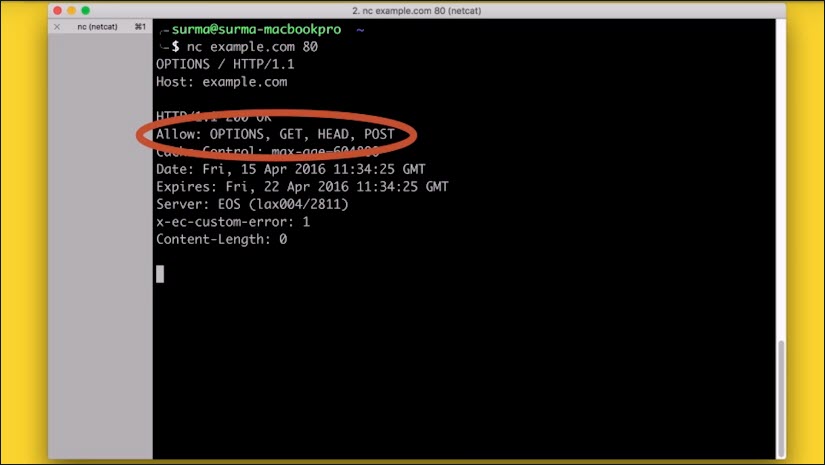 2. nc example.com 80 (netcat)
nc (netcat) ⌘1
surma@surma-macbookpro ~
$ nc example.com 80
OPTIONS / HTTP/1.1
Host: example.com
HTTP/1.1 200 OK
Allow: OPTIONS, GET, HEAD, POST
Cache-Control: max-age=604800
Date: Fri, 15 Apr 2016 11:34:25 GMT
Expires: Fri, 22 Apr 2016 11:34:25 GMT
Server: EOS (lax004/2811)
x-ec-custom-error: 1
Content-Length: 0